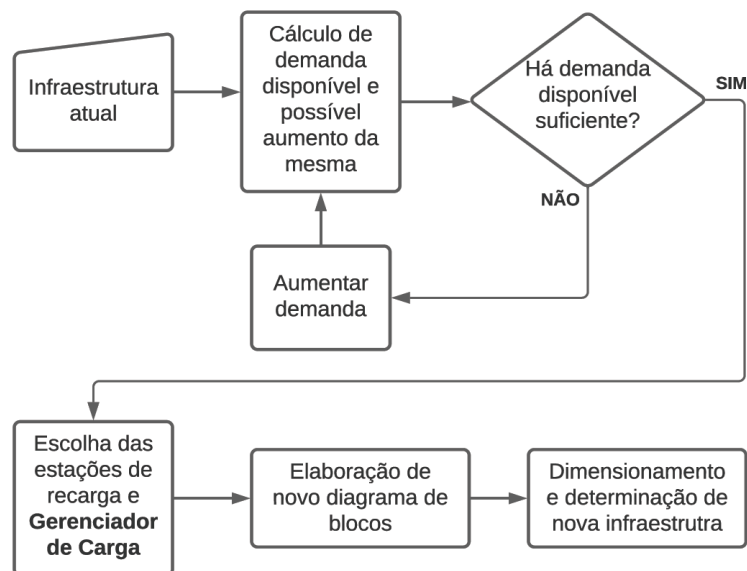 Infraestrutura
atual
Cálculo de
demanda
disponível e
possível
aumento da
mesma
Há demanda
disponível
suficiente?
SIM
NÃO
Aumentar
demanda
Escolha das
estações de
recarga e
Gerenciador
de Carga
Elaboração de
novo diagrama de
blocos
Dimensionamento
e determinação de
nova infraestrutra